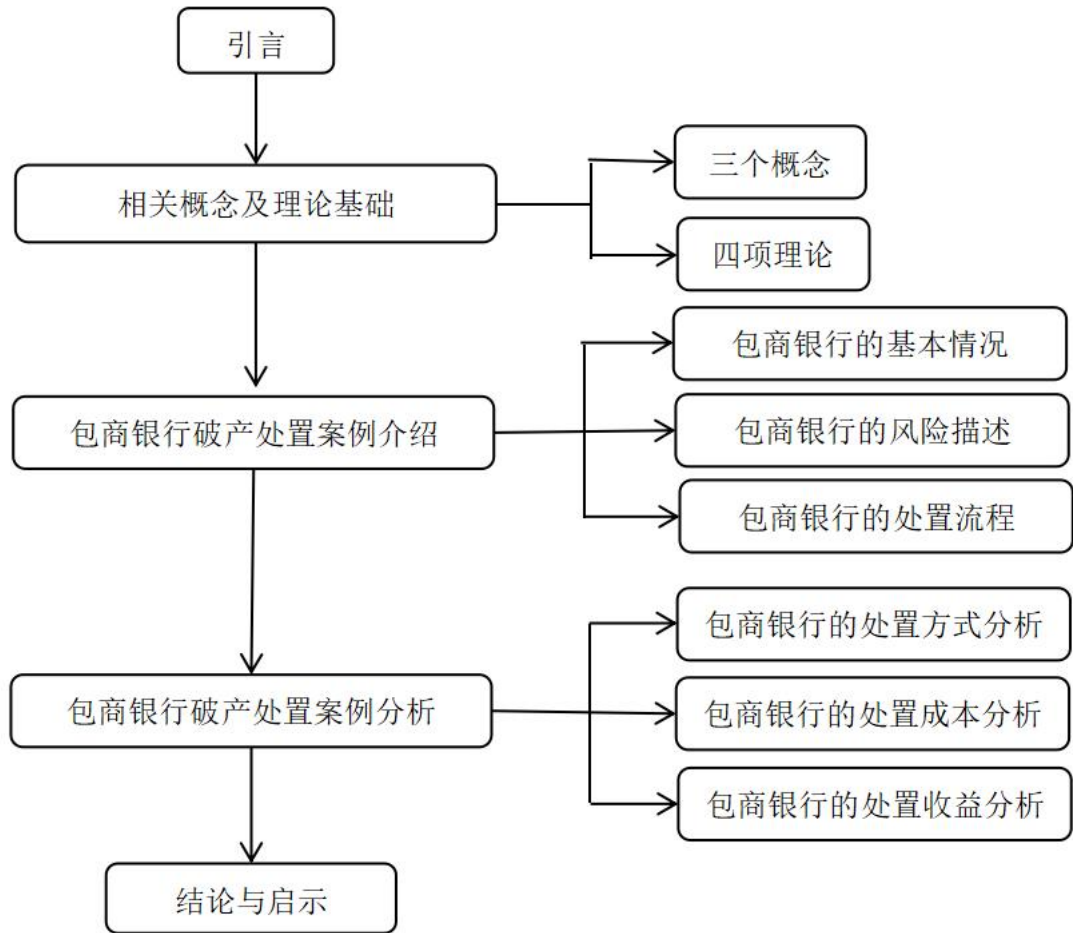 引言
相关概念及理论基础
三个概念
四项理论
包商银行破产处置案例介绍
包商银行的基本情况
包商银行的风险描述
包商银行的处置流程
包商银行破产处置案例分析
包商银行的处置方式分析
包商银行的处置成本分析
包商银行的处置收益分析
结论与启示